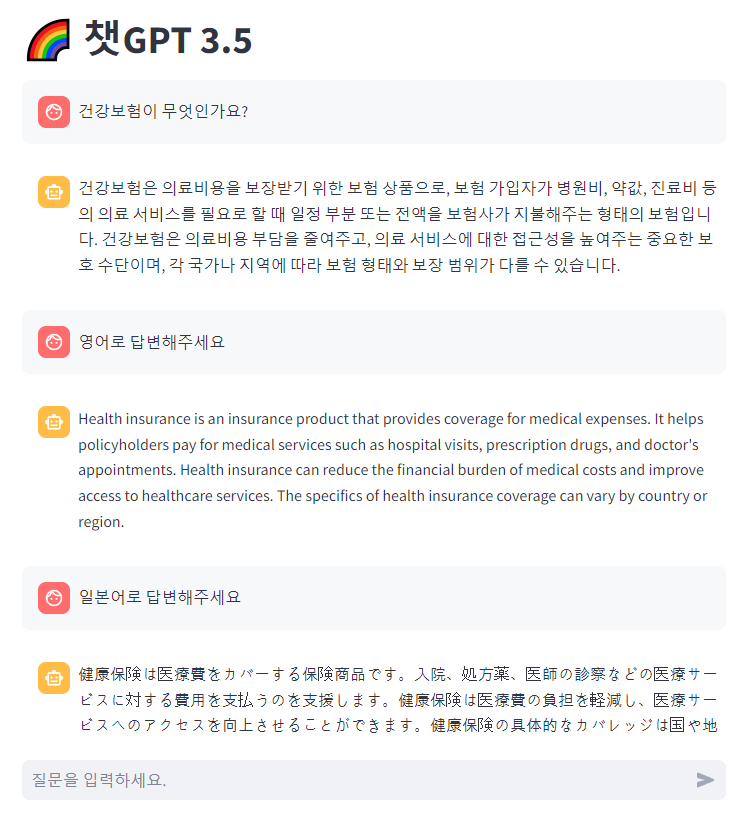 챗GPT 3.5
건강보험이 무엇인가요?
건강보험은 의료비용을 보장받기 위한 보험 상품으로, 보험 가입자가 병원비, 약값, 진료비 등
의 의료 서비스를 필요로 할 때 일정 부분 또는 전액을 보험사가 지불해주는 형태의 보험입니
다. 건강보험은 의료비용 부담을 줄여주고, 의료 서비스에 대한 접근성을 높여주는 중요한 보
호 수단이며, 각 국가나 지역에 따라 보험 형태와 보장 범위가 다를 수 있습니다.
영어로 답변해주세요
Health insurance is an insurance product that provides coverage for medical expenses. It helps
policyholders pay for medical services such as hospital visits, prescription drugs, and doctor's
appointments. Health insurance can reduce the financial burden of medical costs and improve
access to healthcare services. The specifics of health insurance coverage can vary by country or
region.
일본어로 답변해주세요
健康保険は医療費をカバーする保険商品です。入院、処方薬、医師の診察などの医療サー
ビスに対する費用を支払うのを支援します。健康保険は医療費の負担を軽減し、医療サー
ビスへのアクセスを向上させることができます。健康保険の具体的なカバレッジは国や地
질문을 입력하세요.